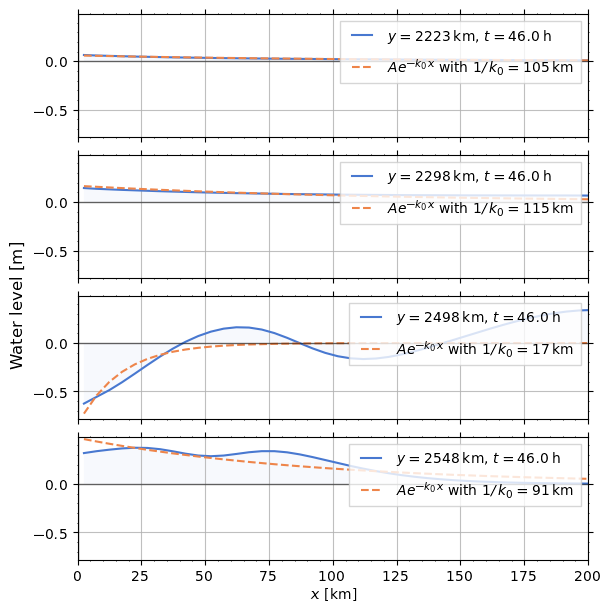 y = 2223 km, t = 46.0 h
Ae^{−k_0 x} with 1/k_0 = 105 km
0.0
−0.5
y = 2298 km, t = 46.0 h
Ae^{−k_0 x} with 1/k_0 = 115 km
0.0
−0.5
Water level [m]
y = 2498 km, t = 46.0 h
Ae^{−k_0 x} with 1/k_0 = 17 km
0.0
−0.5
y = 2548 km, t = 46.0 h
Ae^{−k_0 x} with 1/k_0 = 91 km
0.0
−0.5
0 25 50 75 100 125 150 175 200
x [km]